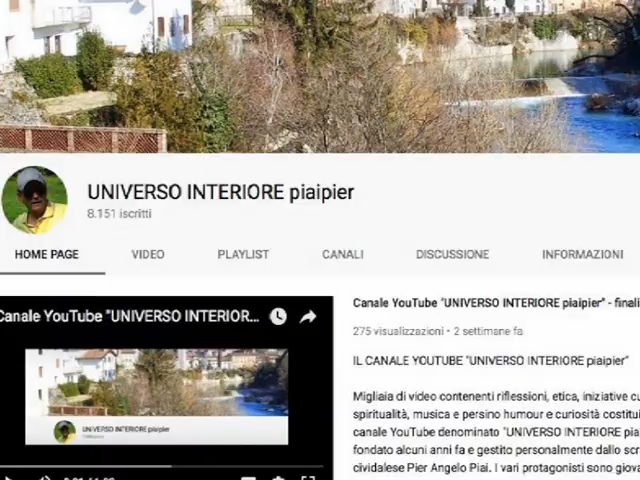 UNIVERSO INTERIORE piaipier
8.151 iscritti
HOME PAGE VIDEO PLAYLIST CANALI DISCUSSIONE INFORMAZIONI
Canale YouTube "UNIVERSO INTERIOR...
UNIVERSO INTERIORE piaipier
Canale YouTube "UNIVERSO INTERIORE piaipier" - finali
275 visualizzazioni • 2 settimane fa
IL CANALE YOUTUBE "UNIVERSO INTERIORE piaipier"
Migliaia di video contenenti riflessioni, etica, iniziative cu
spiritualità, musica e persino humour e curiosità costitui
canale YouTube denominato "UNIVERSO INTERIORE piai
fondato alcuni anni fa e gestito personalmente dallo scr
cividalese Pier Angelo Piai. I vari protagonisti sono giova